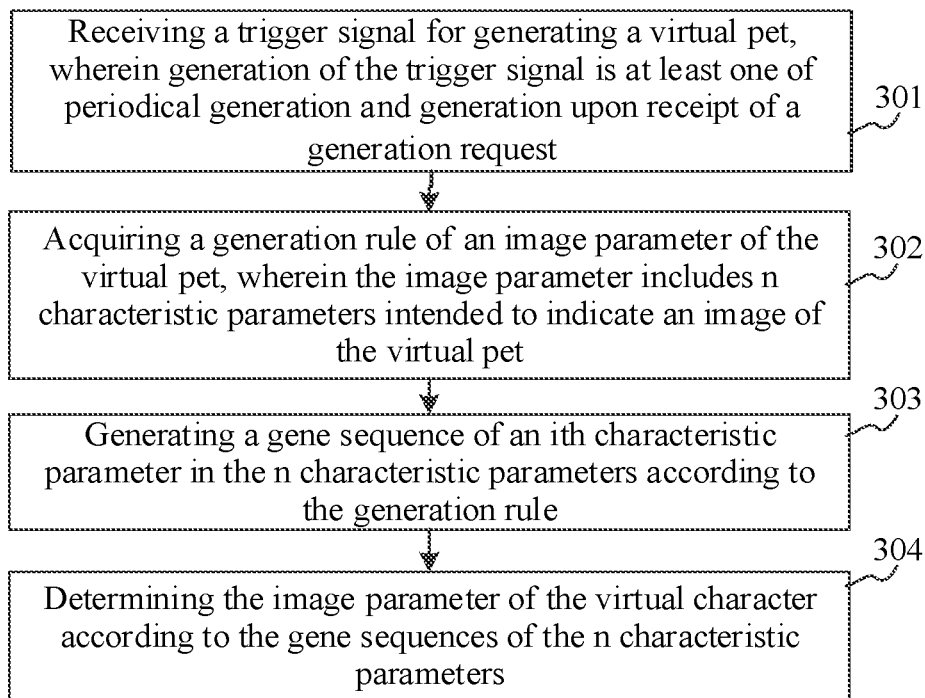 Receiving a trigger signal for generating a virtual pet,
wherein generation of the trigger signal is at least one of
periodical generation and generation upon receipt of a
generation request
301
Acquiring a generation rule of an image parameter of the
virtual pet, wherein the image parameter includes n
characteristic parameters intended to indicate an image of
the virtual pet
302
Generating a gene sequence of an ith characteristic
parameter in the n characteristic parameters according to
the generation rule
303
Determining the image parameter of the virtual character
according to the gene sequences of the n characteristic
parameters
304